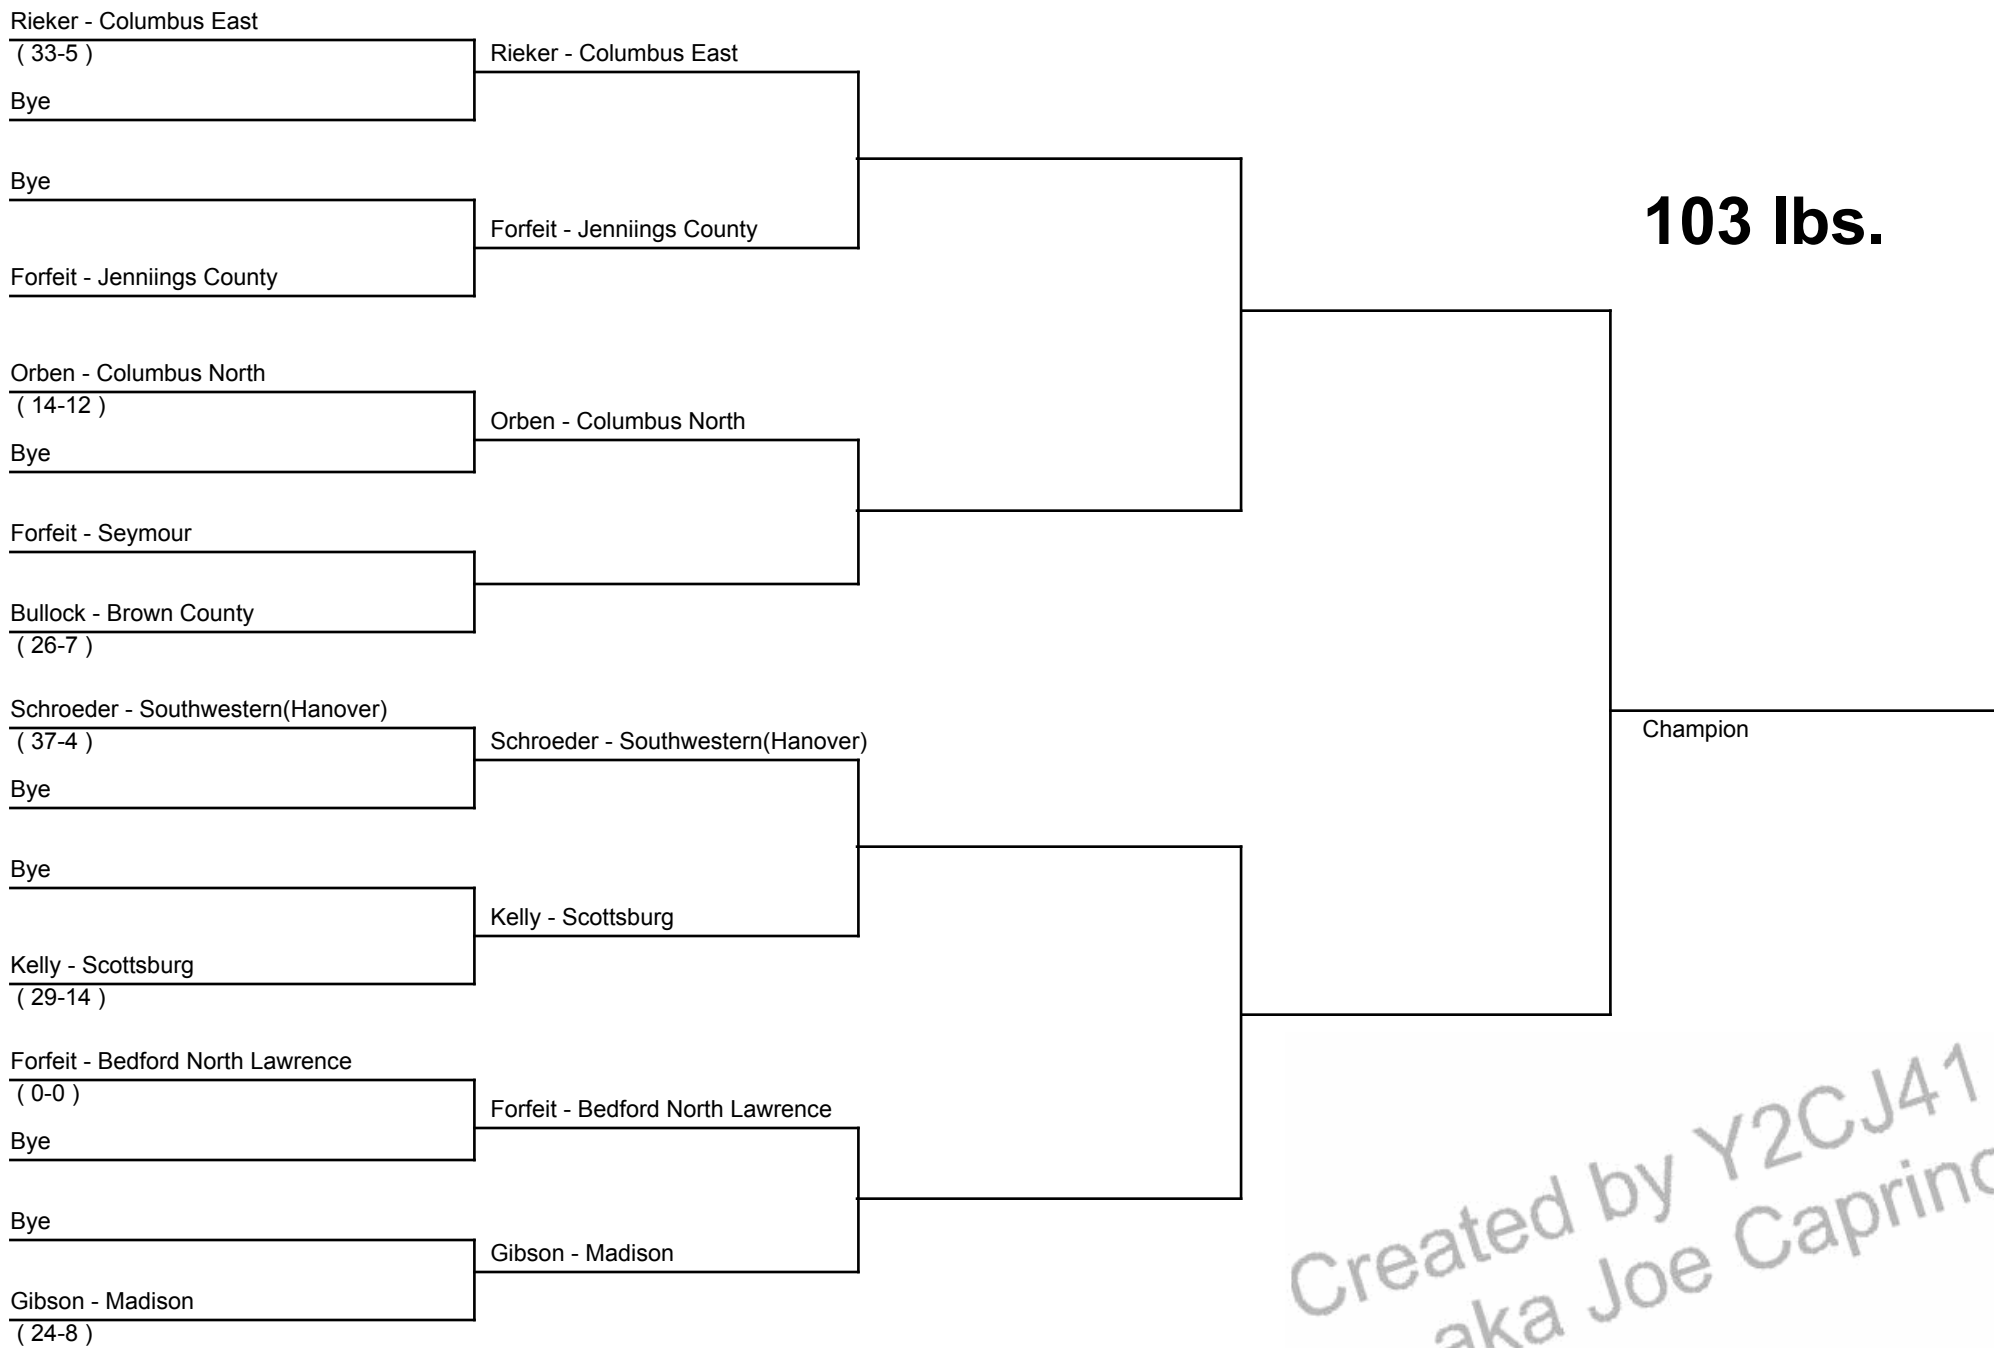 Rieker - Columbus East
( 33-5 )
Rieker - Columbus East
Bye
Bye
103 lbs.
Forfeit - Jenniings County
Forfeit - Jenniings County
Orben - Columbus North
( 14-12 )
Orben - Columbus North
Bye
Forfeit - Seymour
Bullock - Brown County
( 26-7 )
Schroeder - Southwestern(Hanover)
( 37-4 )
Schroeder - Southwestern(Hanover)
Champion
Bye
Bye
Kelly - Scottsburg
Kelly - Scottsburg
( 29-14 )
Forfeit - Bedford North Lawrence
( 0-0 )
Forfeit - Bedford North Lawrence
Bye
Bye
Gibson - Madison
Gibson - Madison
( 24-8 )
Created by Y2CJ41
aka Joe Caprino